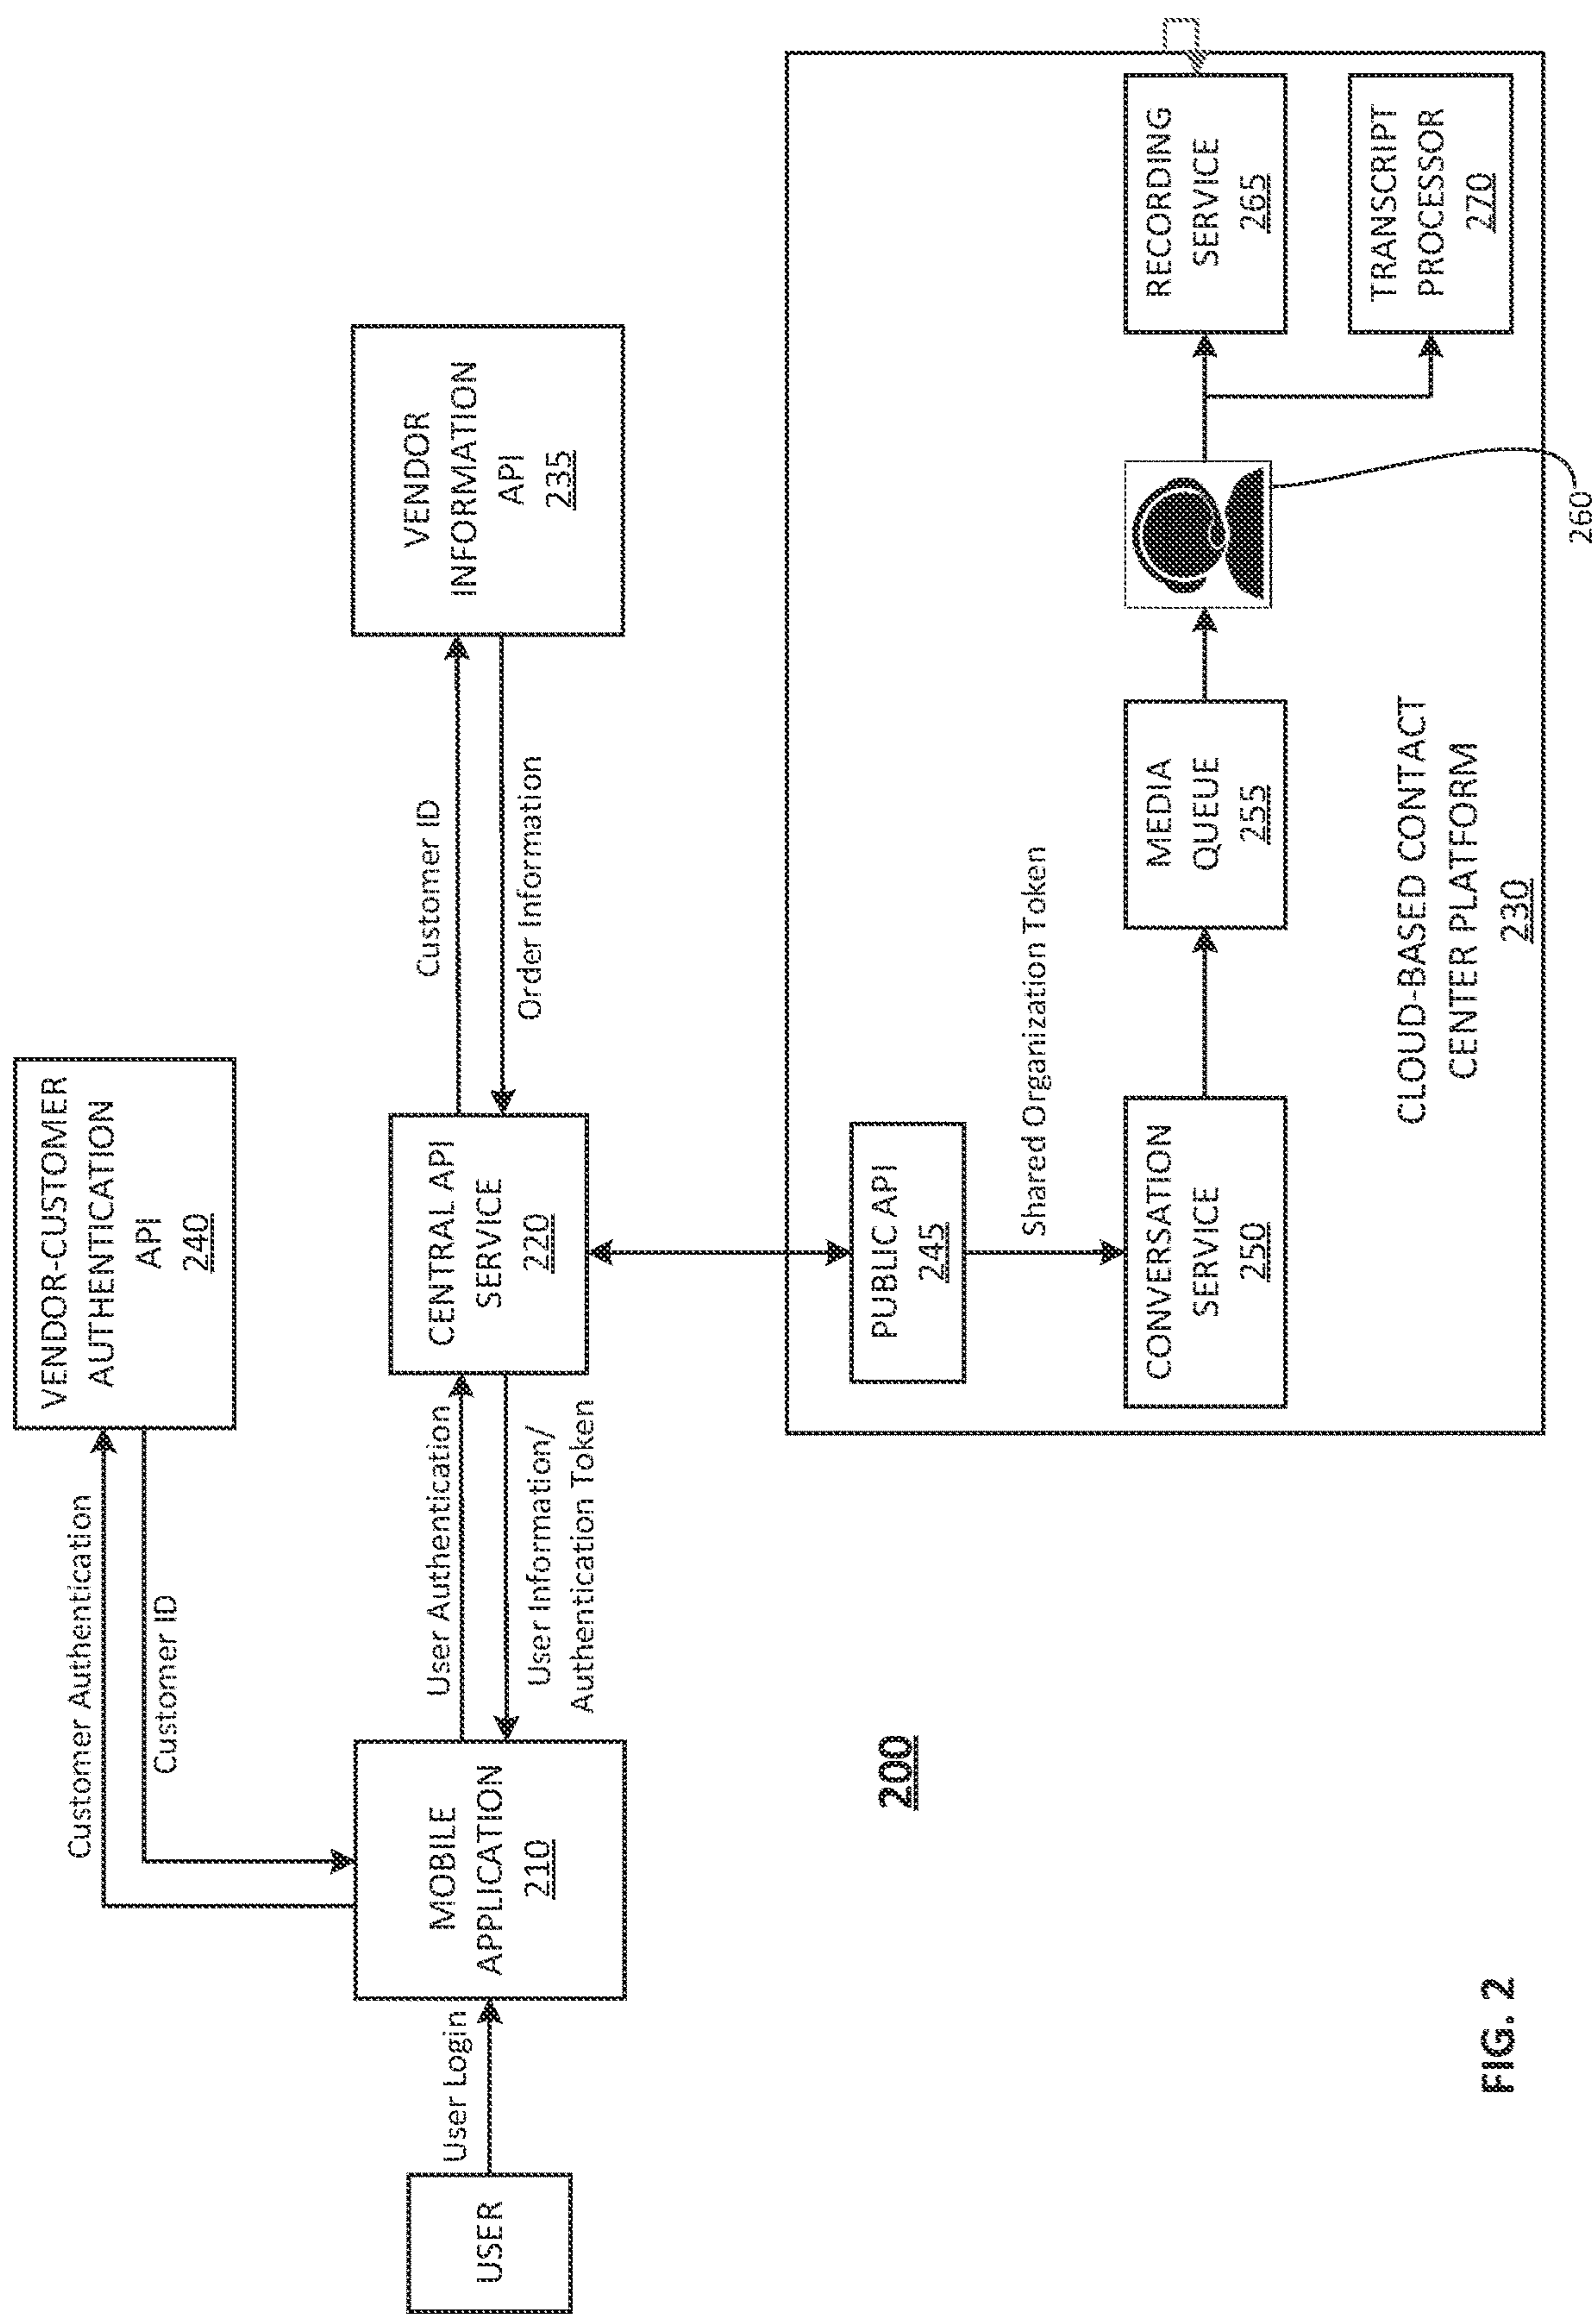 VENDOR-CUSTOMER
AUTHENTICATION
API
240
Customer Authentication
Customer ID
USER
User Login
MOBILE
APPLICATION
210
User Authentication
User Information/
Authentication Token
CENTRAL API
SERVICE
220
Customer ID
Order Information
VENDOR
INFORMATION
API
235
200
PUBLIC API
245
Shared Organization Token
CONVERSATION
SERVICE
250
MEDIA
QUEUE
255
260
RECORDING
SERVICE
265
TRANSCRIPT
PROCESSOR
270
CLOUD-BASED CONTACT
CENTER PLATFORM
230
FIG. 2